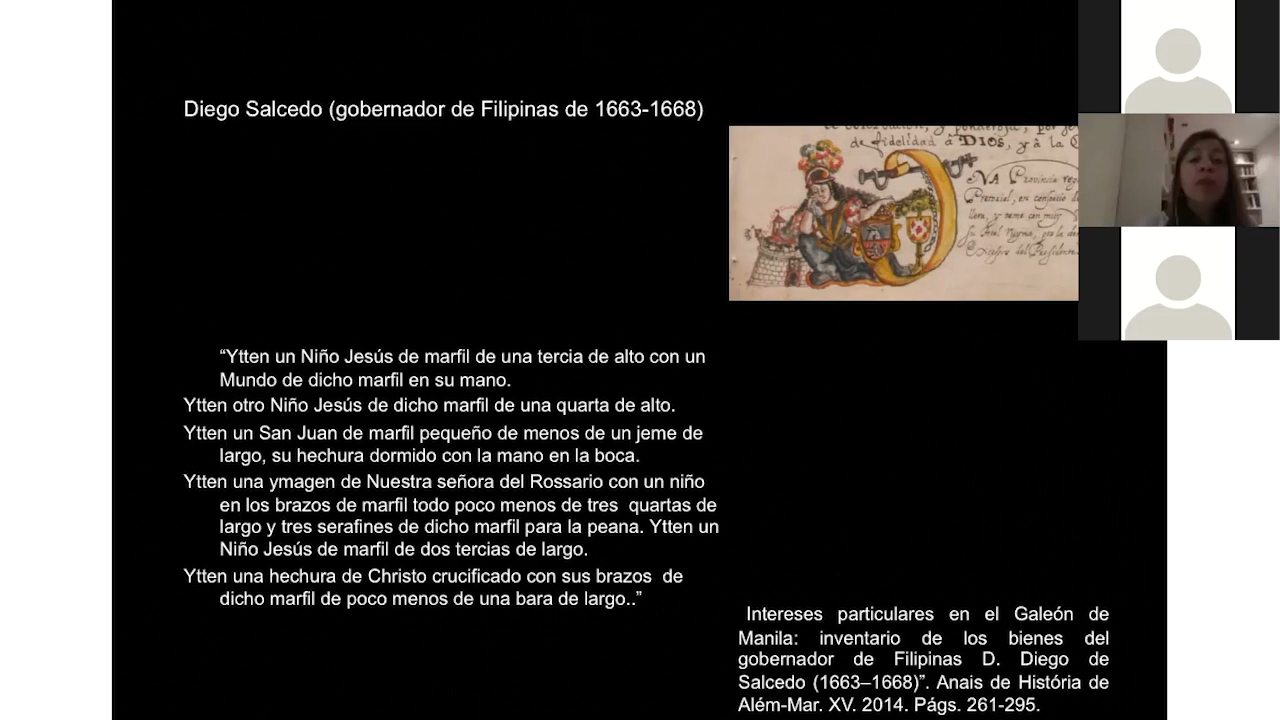 Diego Salcedo (gobernador de Filipinas de 1663-1668)
de fidelidad â DIOS, y à la
VNA Provincia
“Ytten un Niño Jesús de marfil de una tercia de alto con un
Mundo de dicho marfil en su mano.
Ytten otro Niño Jesús de dicho marfil de una quarta de alto.
Ytten un San Juan de marfil pequeño de menos de un jeme de
largo, su hechura dormido con la mano en la boca.
Ytten una ymagen de Nuestra señora del Rossario con un niño
en los brazos de marfil todo poco menos de tres quartas de
largo y tres serafines de dicho marfil para la peana. Ytten un
Niño Jesús de marfil de dos tercias de largo.
Ytten una hechura de Christo crucificado con sus brazos de
dicho marfil de poco menos de una bara de largo..”
Intereses particulares en el Galeón de
Manila: inventario de los bienes del
gobernador de Filipinas D. Diego de
Salcedo (1663–1668)”. Anais de História de
Além-Mar. XV. 2014. Págs. 261-295.